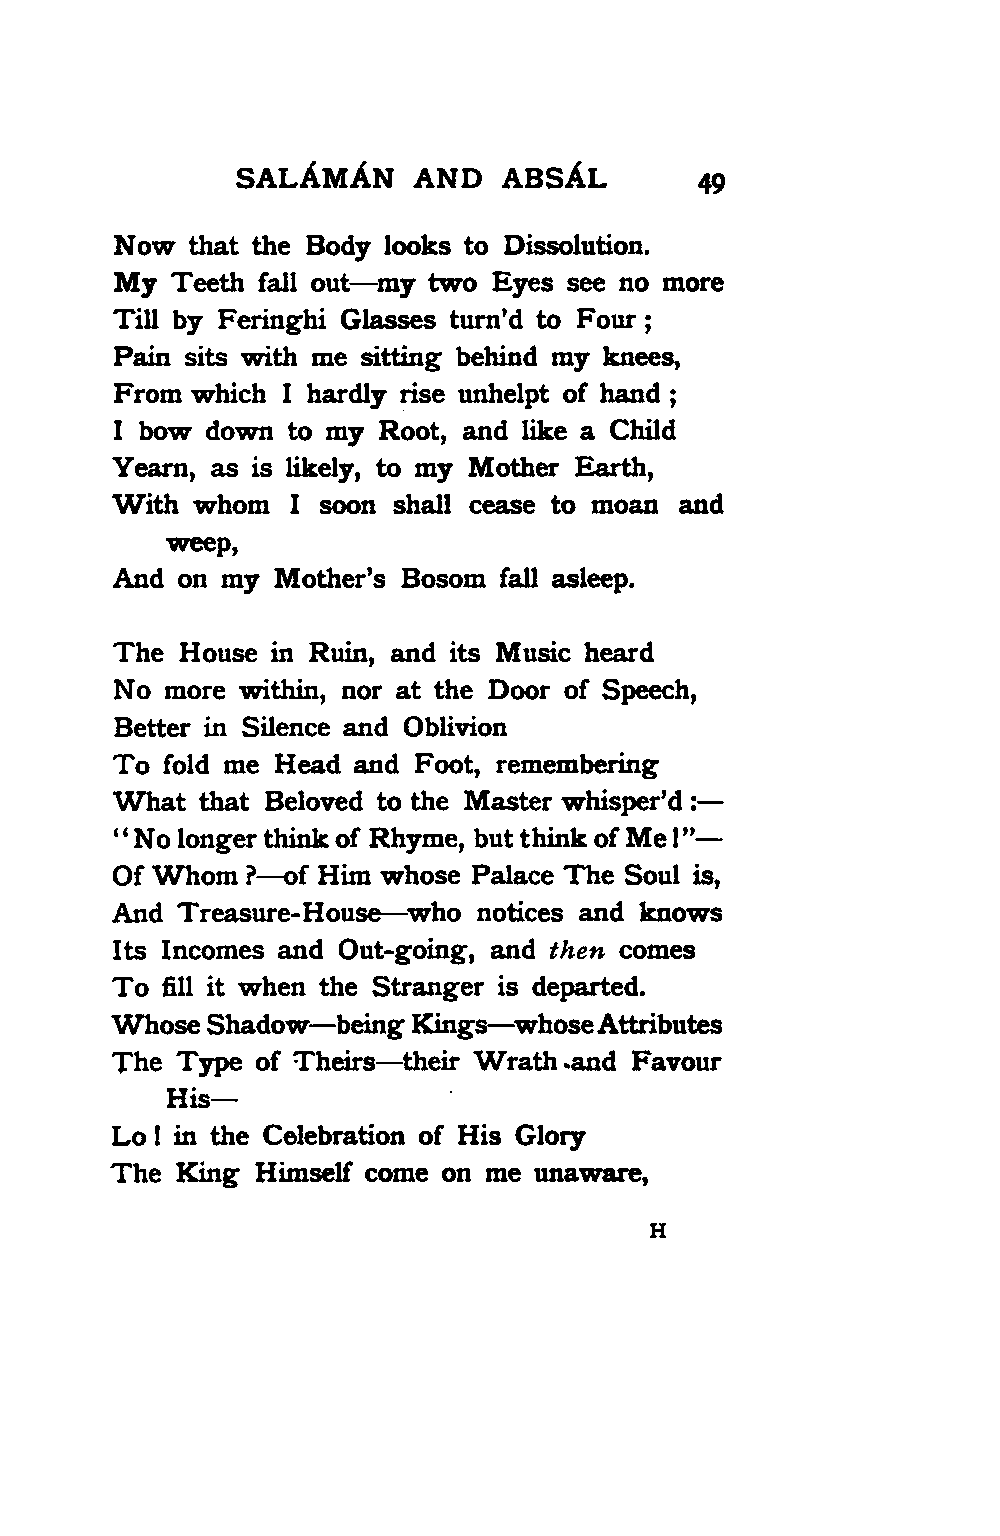 SALÁMÁN AND ABSÁL 49
Now that the Body looks to Dissolution.
My Teeth fall out—my two Eyes see no more
Till by Feringhi Glasses turn'd to Four ;
Pain sits with me sitting behind my knees,
From which I hardly rise unhelpt of hand ;
I bow down to my Root, and like a Child
Yearn, as is likely, to my Mother Earth,
With whom I soon shall cease to moan and
weep,
And on my Mother's Bosom fall asleep.
The House in Ruin, and its Music heard
No more within, nor at the Door of Speech,
Better in Silence and Oblivion
To fold me Head and Foot, remembering
What that Beloved to the Master whisper'd :—
"No longer think of Rhyme, but think of Me!"—
Of Whom ?—of Him whose Palace The Soul is,
And Treasure-House—who notices and knows
Its Incomes and Out-going, and then comes
To fill it when the Stranger is departed.
Whose Shadow—being Kings—whose Attributes
The Type of Theirs—their Wrath and Favour
His—
Lo! in the Celebration of His Glory
The King Himself come on me unaware,
H